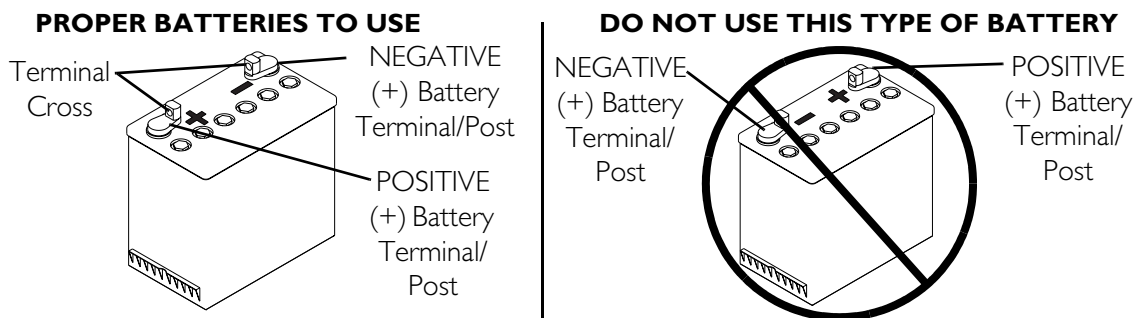 PROPER BATTERIES TO USE
Terminal
Cross
NEGATIVE
(+) Battery
Terminal/Post
POSITIVE
(+) Battery
Terminal/
Post
DO NOT USE THIS TYPE OF BATTERY
NEGATIVE
(+) Battery
Terminal/
Post
POSITIVE
(+) Battery
Terminal/
Post